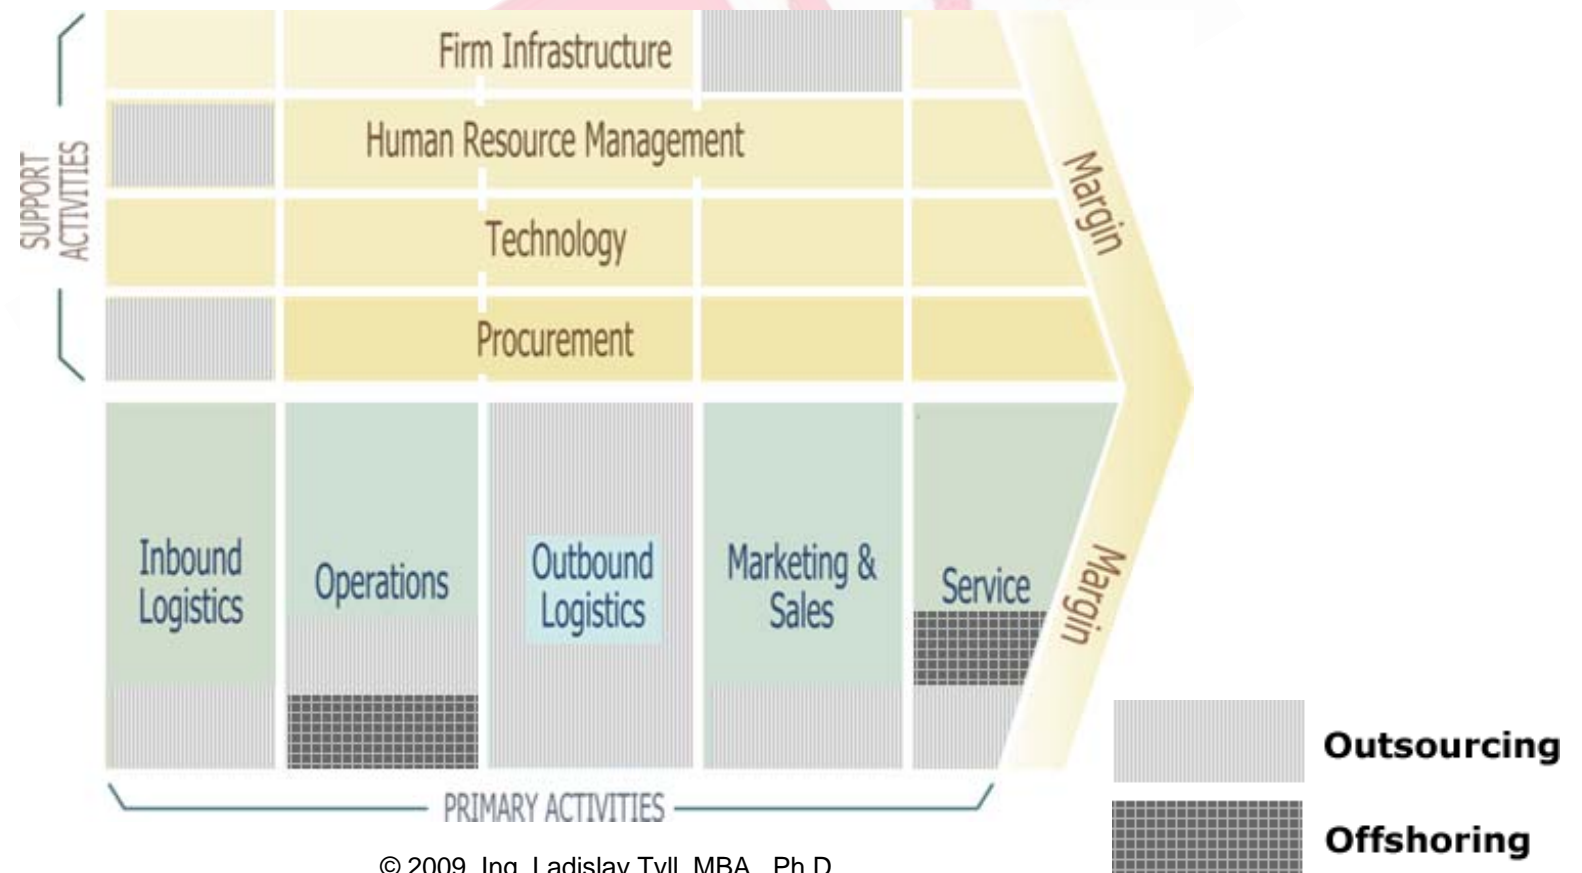 Firm Infrastructure
Human Resource Management
Technology
Procurement
SUPPORT
ACTIVITIES
Margin
Inbound
Logistics
Operations
Outbound
Logistics
Marketing &
Sales
Service
Margin
PRIMARY ACTIVITIES
Outsourcing
Offshoring
© 2009 Ing. Ladislav Tyll, MBA., Ph.D.